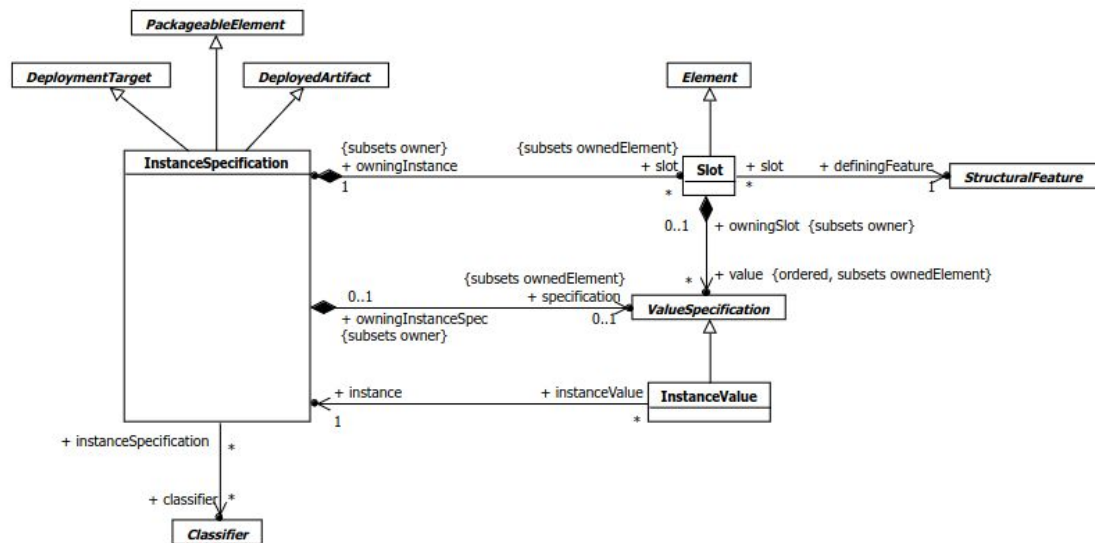 PackageableElement
DeploymentTarget
DeployedArtifact
Element
InstanceSpecification
{subsets owner}
+ owningInstance
1
{subsets ownedElement}
+ slot
*
Slot
+ slot
*
+ definingFeature
1
StructuralFeature
0..1
+ owningSlot {subsets owner}
+ value {ordered, subsets ownedElement}
*
0..1
+ owningInstanceSpec
{subsets owner}
{subsets ownedElement}
+ specification
0..1
ValueSpecification
+ instance
1
+ instanceValue
*
InstanceValue
+ instanceSpecification
*
+ classifier
*
Classifier